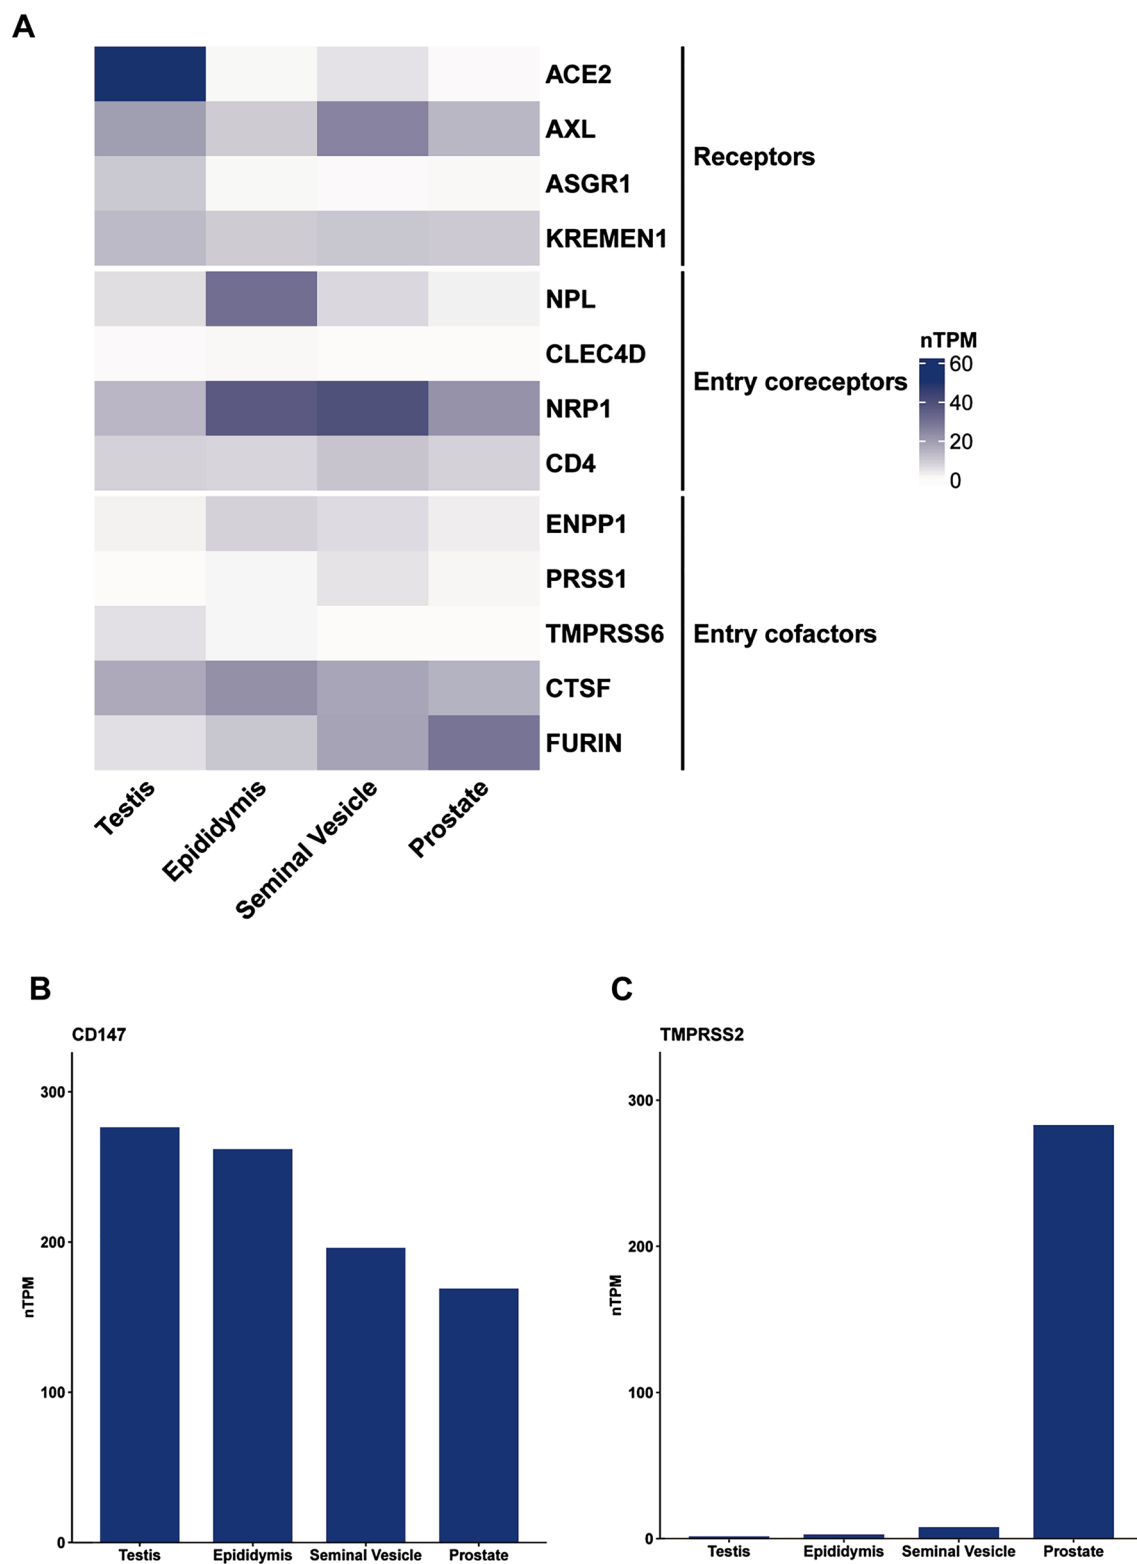 A
ACE2
AXL
ASGR1
KREMEN1
Receptors
NPL
CLEC4D
NRP1
CD4
Entry coreceptors
ENPP1
PRSS1
TMPRSS6
CTSF
FURIN
Entry cofactors
nTPM
60
40
20
0
Testis
Epididymis
Seminal Vesicle
Prostate
B
CD147
nTPM
300
200
100
0
Testis Epididymis Seminal Vesicle Prostate
C
TMPRSS2
nTPM
300
200
100
0
Testis Epididymis Seminal Vesicle Prostate